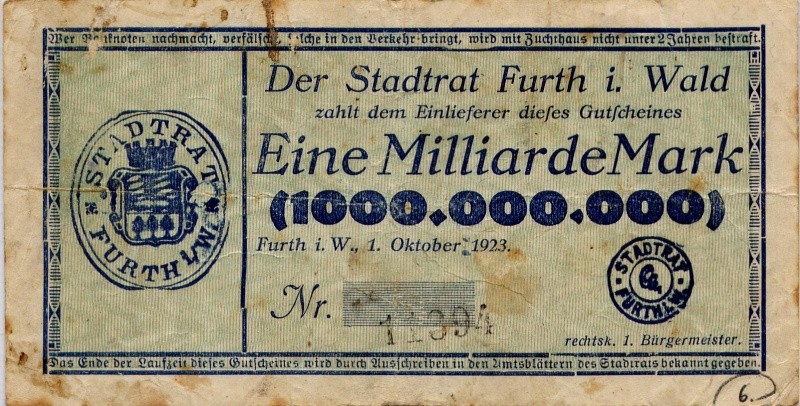 Wer Banknoten nachmacht, verfälscht solche in den Verkehr bringt, wird mit Zuchthaus nicht unter 2 Jahren bestraft.
Der Stadtrat Furth i. Wald
zahlt dem Einlieferer dieſes Gutſcheines
Eine Milliarde Mark
(1000.000.000)
Furth i. W., 1. Oktober 1923.
STADTRAT
FURTH I/W.
Nr. 11994
STADTRAT
FURTH I.W.
rechtsk. 1. Bürgermeister.
Das Ende der Laufzeit dieſes Gutſcheines wird durch Ausſchreiben in den Amtsblättern des Stadtrats bekannt gegeben.
6.